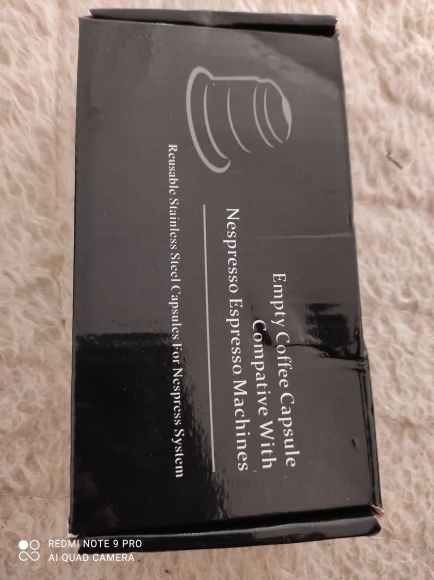 Empty Coffee Capsule
Compative With
Nespresso Espresso Machines
Reusable Stainless Steel Capsules For Nespress System
REDMI NOTE 9 PRO
AI QUAD CAMERA